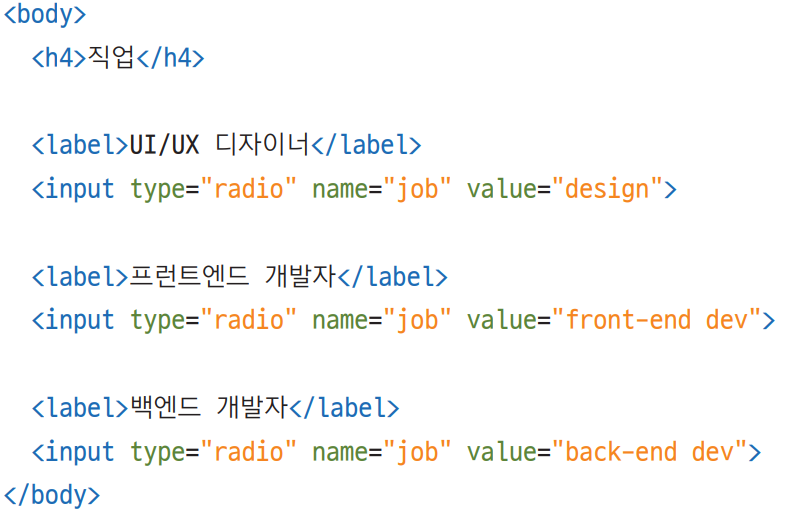 <body>
<h4>직업</h4>
<label>UI/UX 디자이너</label>
<input type="radio" name="job" value="design">
<label>프런트엔드 개발자</label>
<input type="radio" name="job" value="front-end dev">
<label>백엔드 개발자</label>
<input type="radio" name="job" value="back-end dev">
</body>